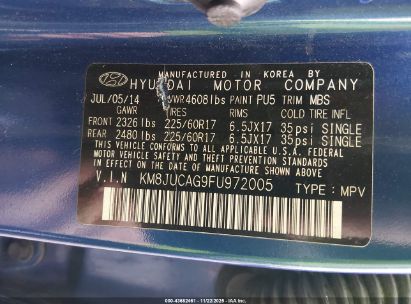 MANUFACTURED IN KOREA BY
HYUNDAI MOTOR COMPANY
JUL/05/14 GVWR 4608lbs PAINT PU5 TRIM MBS
GAWR TIRES RIMS COLD TIRE INFL
FRONT 2326 lbs 225/60R17 6.5JX17 35psi SINGLE
REAR 2480 lbs 225/60R17 6.5JX17 35psi SINGLE
THIS VEHICLE CONFORMS TO ALL APPLICABLE U.S.A. FEDERAL
MOTOR VEHICLE SAFETY AND THEFT PREVENTION STANDARDS
IN EFFECT ON THE DATE OF MANUFACTURE SHOWN ABOVE.
V.I.N KM8JUCAG9FU972005 TYPE : MPV